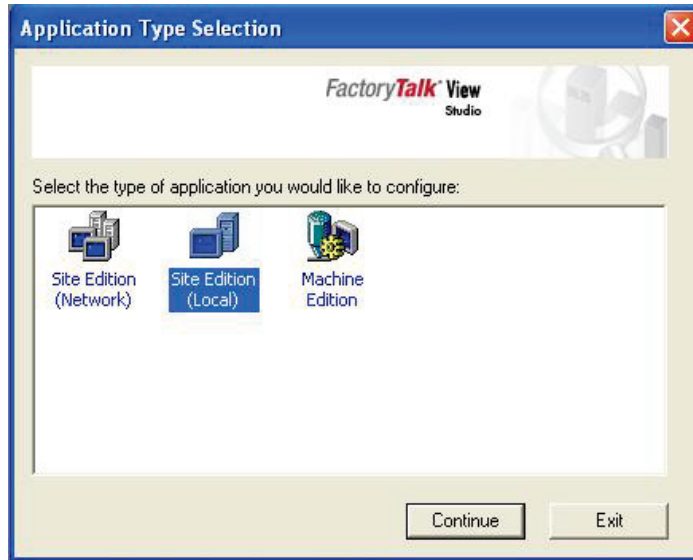 Application Type Selection
FactoryTalk View
Studio
Select the type of application you would like to configure:
Site Edition
(Network)
Site Edition
(Local)
Machine
Edition
Continue
Exit